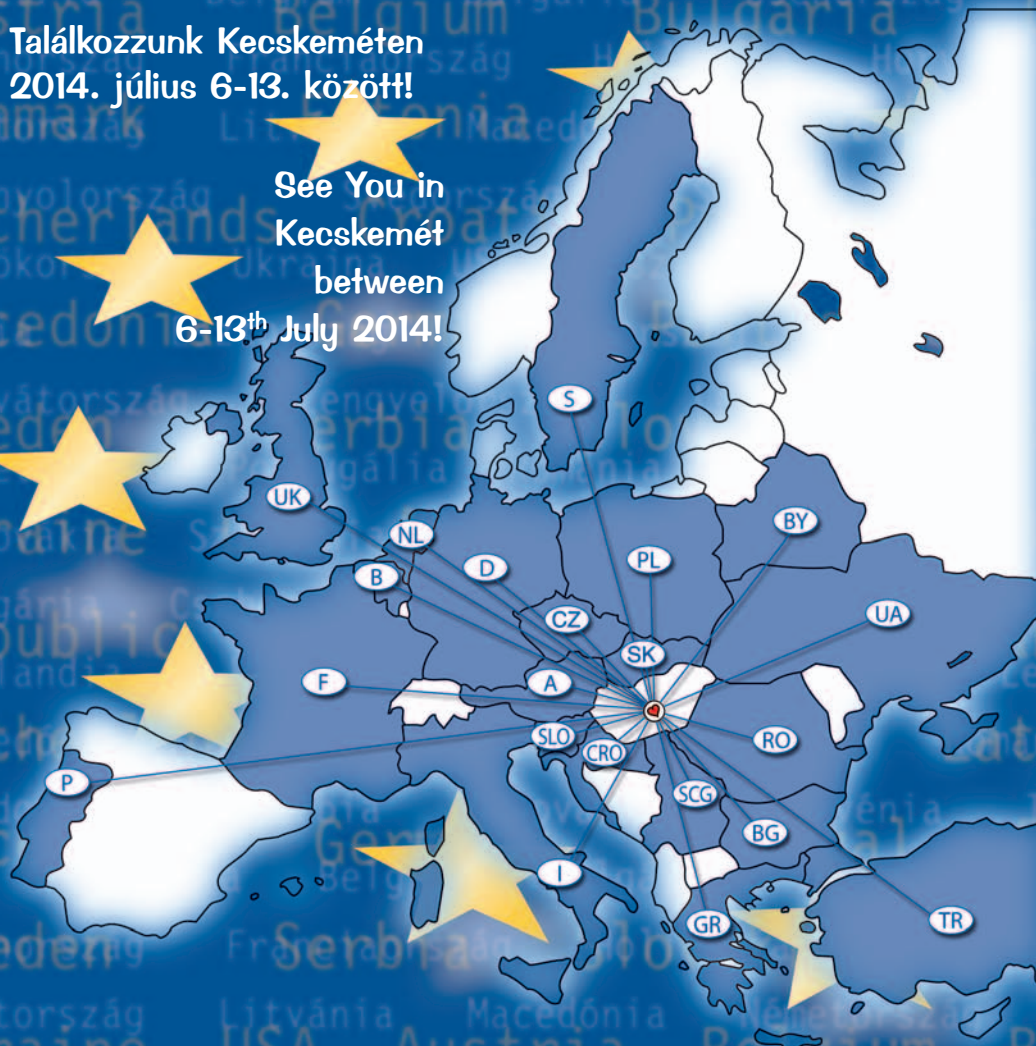 Találkozzunk Kecskeméten
2014. július 6-13. között!
See You in
Kecskemét
between
6-13th July 2014!
S
UK
NL
BY
D
PL
B
CZ
UA
SK
F
A
SLO
RO
CRO
P
SCG
BG
I
GR
TR